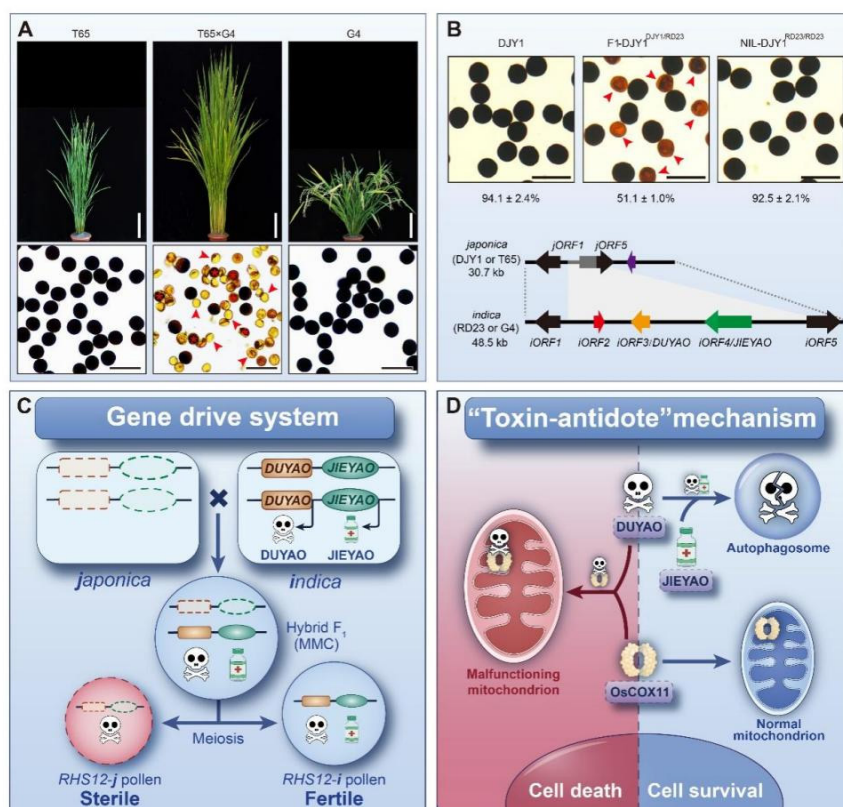 A
T65
T65×G4
G4
B
DJY1
F1-DJY1^DJY1/RD23
NIL-DJY1^RD23/RD23
94.1 ± 2.4%
51.1 ± 1.0%
92.5 ± 2.1%
japonica
(DJY1 or T65)
30.7 kb
jORF1
jORF5
indica
(RD23 or G4)
48.5 kb
iORF1
iORF2
iORF3/DUYAO
iORF4/JIEYAO
iORF5
C
Gene drive system
DUYAO
JIEYAO
DUYAO
JIEYAO
DUYAO
JIEYAO
japonica
indica
Hybrid F₁
(MMC)
Meiosis
RHS12-j pollen
Sterile
RHS12-i pollen
Fertile
D
“Toxin-antidote”mechanism
DUYAO
JIEYAO
Autophagosome
Malfunctioning
mitochondrion
OsCOX11
Normal
mitochondrion
Cell death
Cell survival